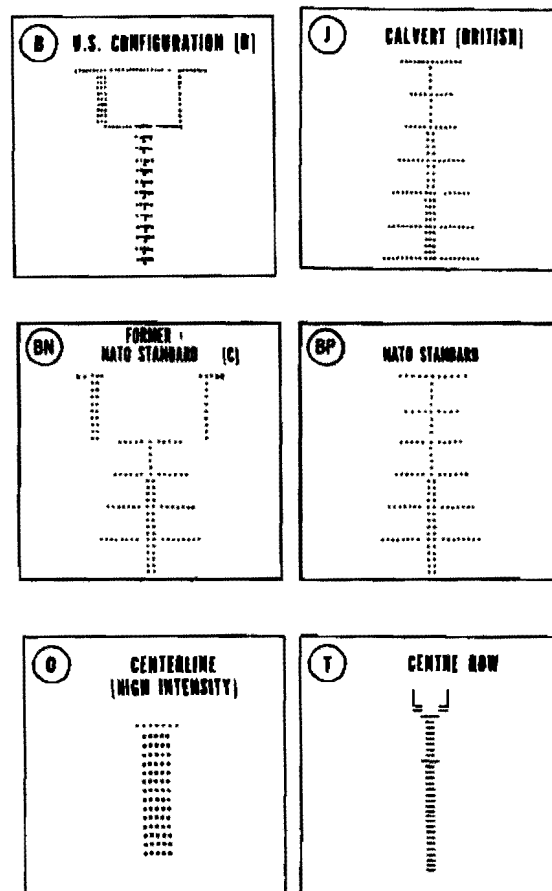 B U.S. CONFIGURATION (B)
J CALVERT (BRITISH)
BN FORMER
NATO STANDARD (C)
BP NATO STANDARD
O CENTERLINE
(HIGH INTENSITY)
T CENTRE ROW